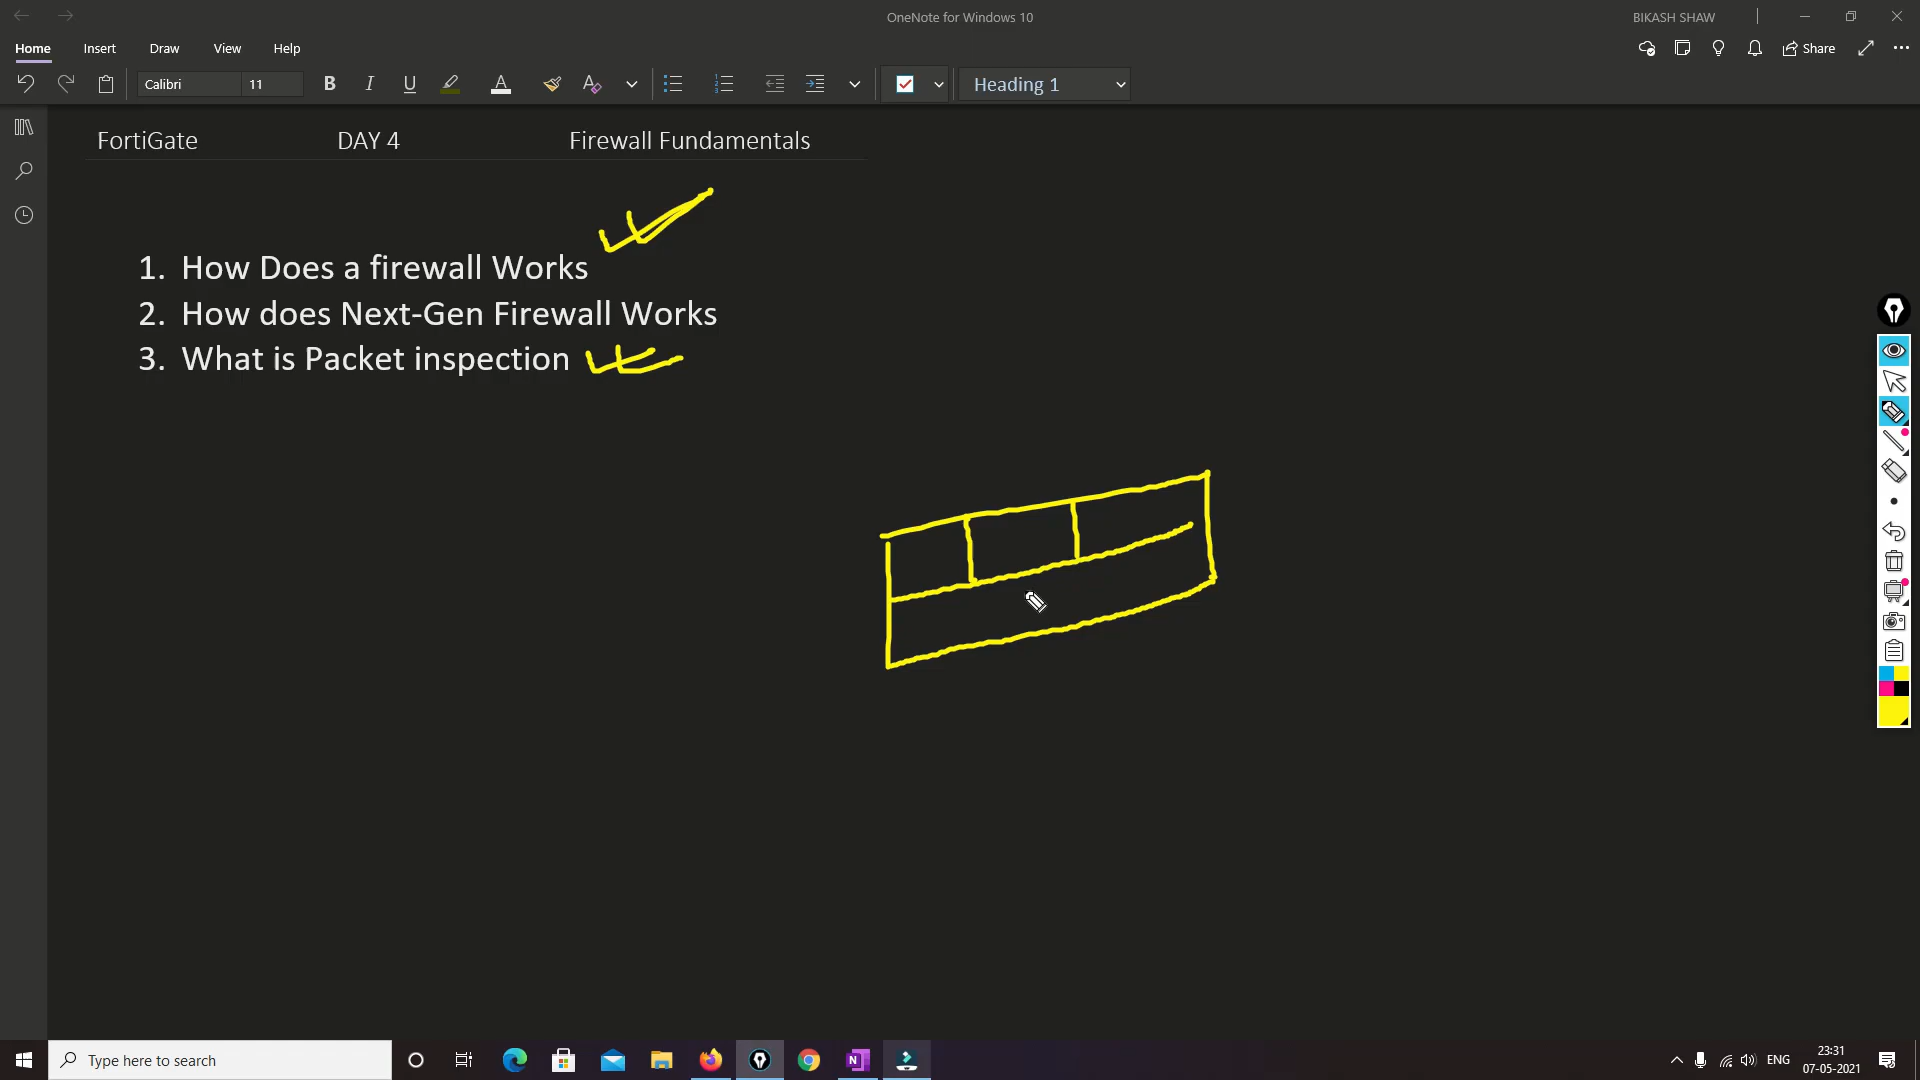 OneNote for Windows 10
BIKASH SHAW
Home Insert Draw View Help
Share
Calibri 11 B I U A A Heading 1
FortiGate DAY 4 Firewall Fundamentals
1. How Does a firewall Works
2. How does Next-Gen Firewall Works
3. What is Packet inspection
Type here to search
N
ENG
23:31
07-05-2021